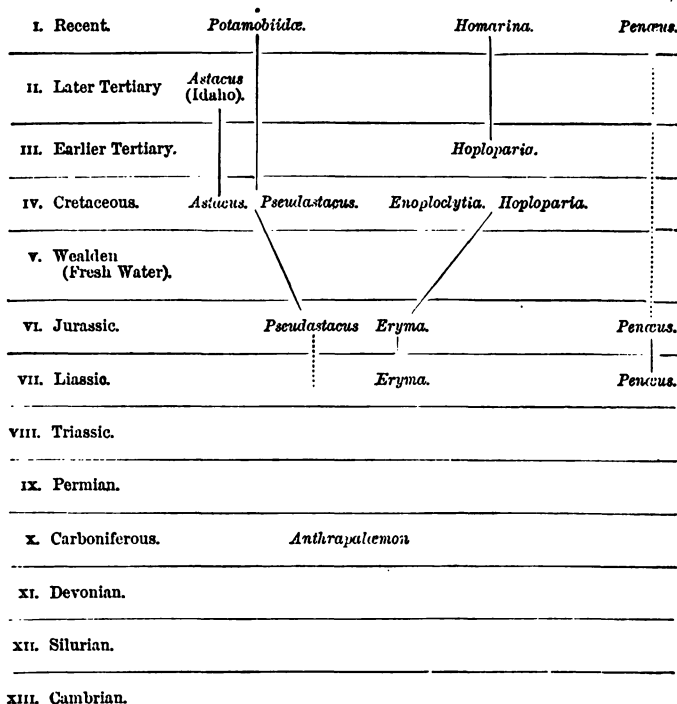 I. Recent. Potamobiidæ. Homarina. Penæus.
II. Later Tertiary Astacus
(Idaho).
III. Earlier Tertiary. Hoploparia.
IV. Cretaceous. Astacus. Pseudastacus. Enoploclytia. Hoploparia.
V. Wealden
(Fresh Water).
VI. Jurassic. Pseudastacus Eryma. Penæus.
VII. Liassic. Eryma. Penæus.
VIII. Triassic.
IX. Permian.
X. Carboniferous. Anthrapalæmon
XI. Devonian.
XII. Silurian.
XIII. Cambrian.